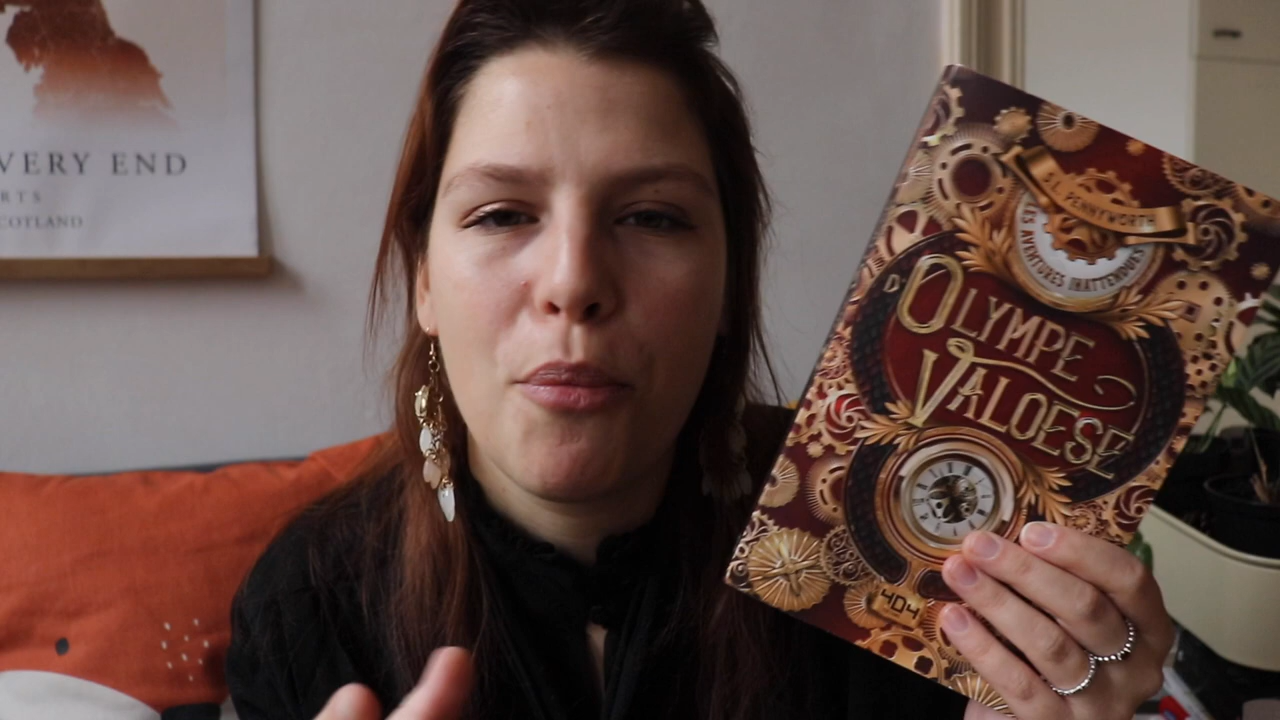 VERY END
RTS
COTLAND
S.L. PENNYWORTH
LES AVENTURES INATTENDUES
D'OLYMPE
VALOESE
404